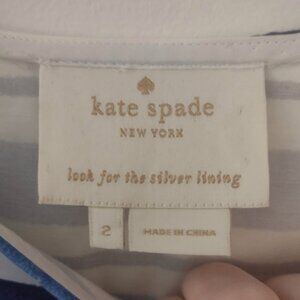 kate spade
NEW YORK
look for the silver lining
2
MADE IN CHINA